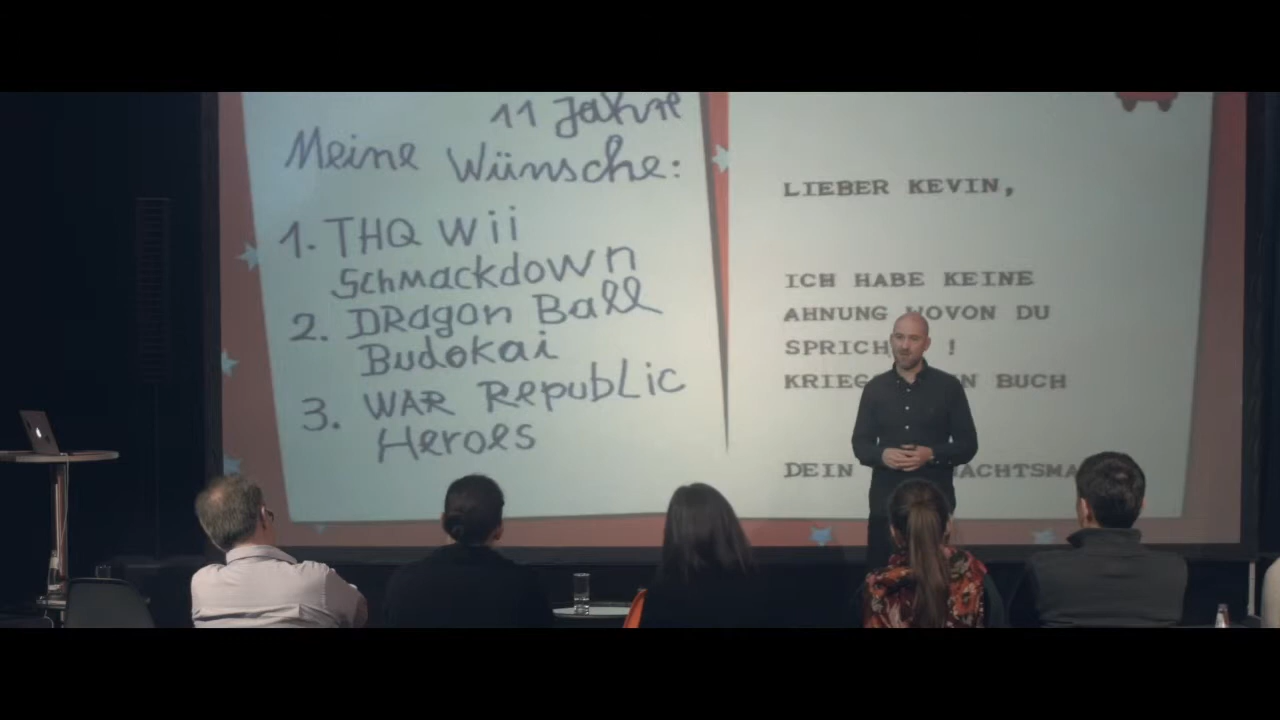 11 Jahre
Meine Wünsche:
1. THQ Wii
Schmackdown
2. DRagon Ball
Budokai
3. WAR RepubLic
Heroes
LIEBER KEVIN,
ICH HABE KEINE
AHNUNG WOVON DU
SPRICH !
KRIEG N BUCH
DEIN ACHTSMA